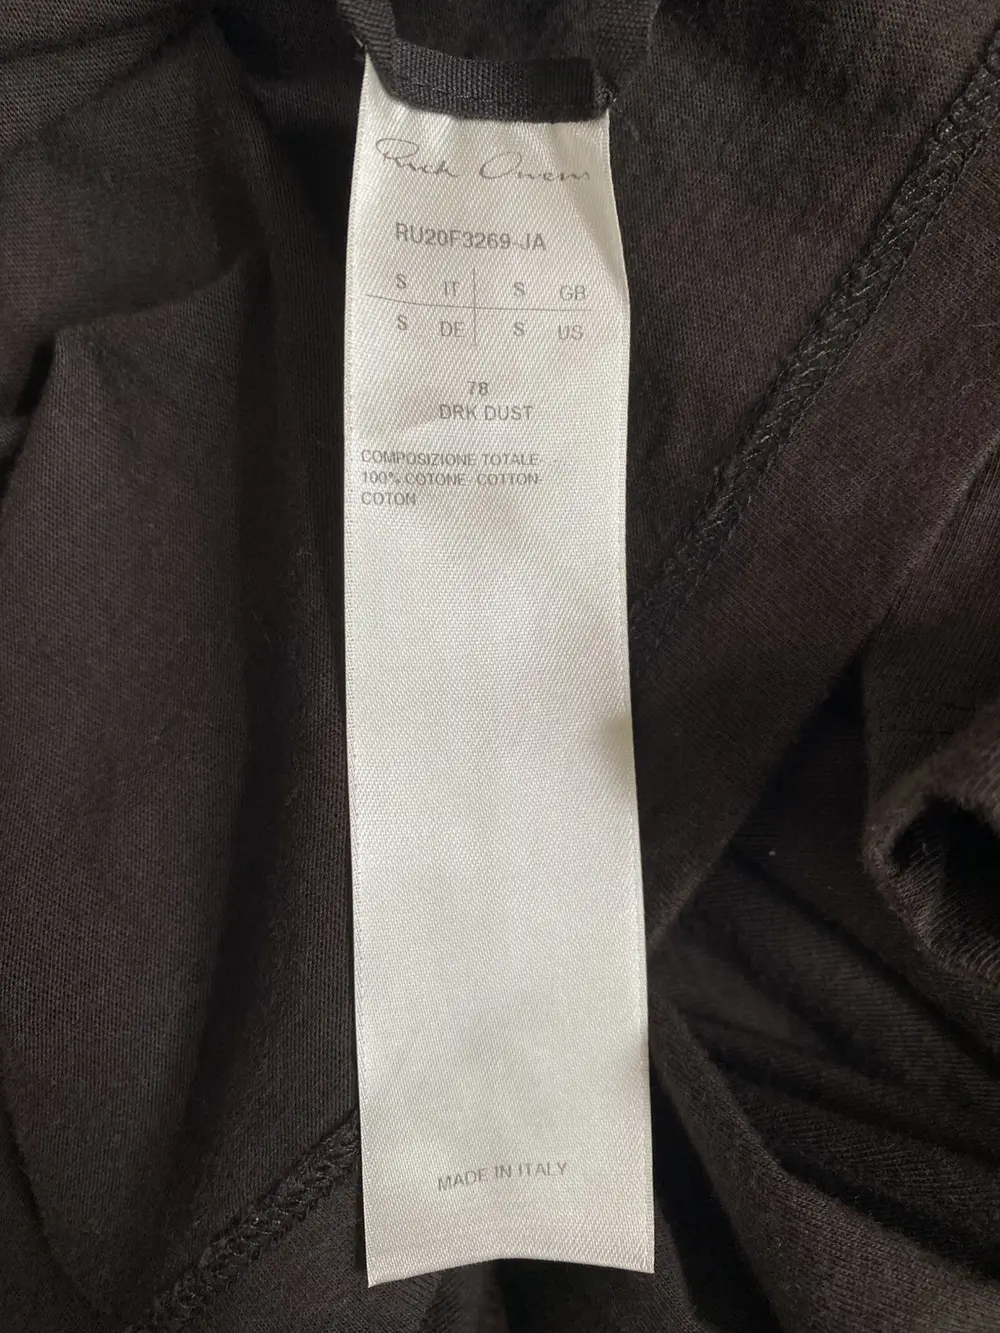 Rick Owens
RU20F3269-JA
S IT S GB
S DE S US
78
DRK DUST
COMPOSIZIONE TOTALE
100% COTONE COTTON
COTON
MADE IN ITALY